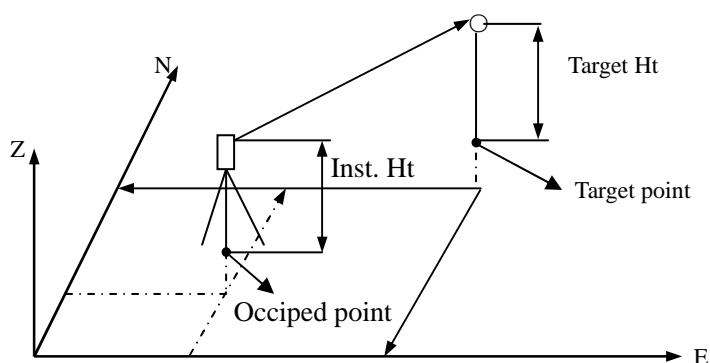 N
Target Ht
Z
Inst. Ht
Target point
Occiped point
E